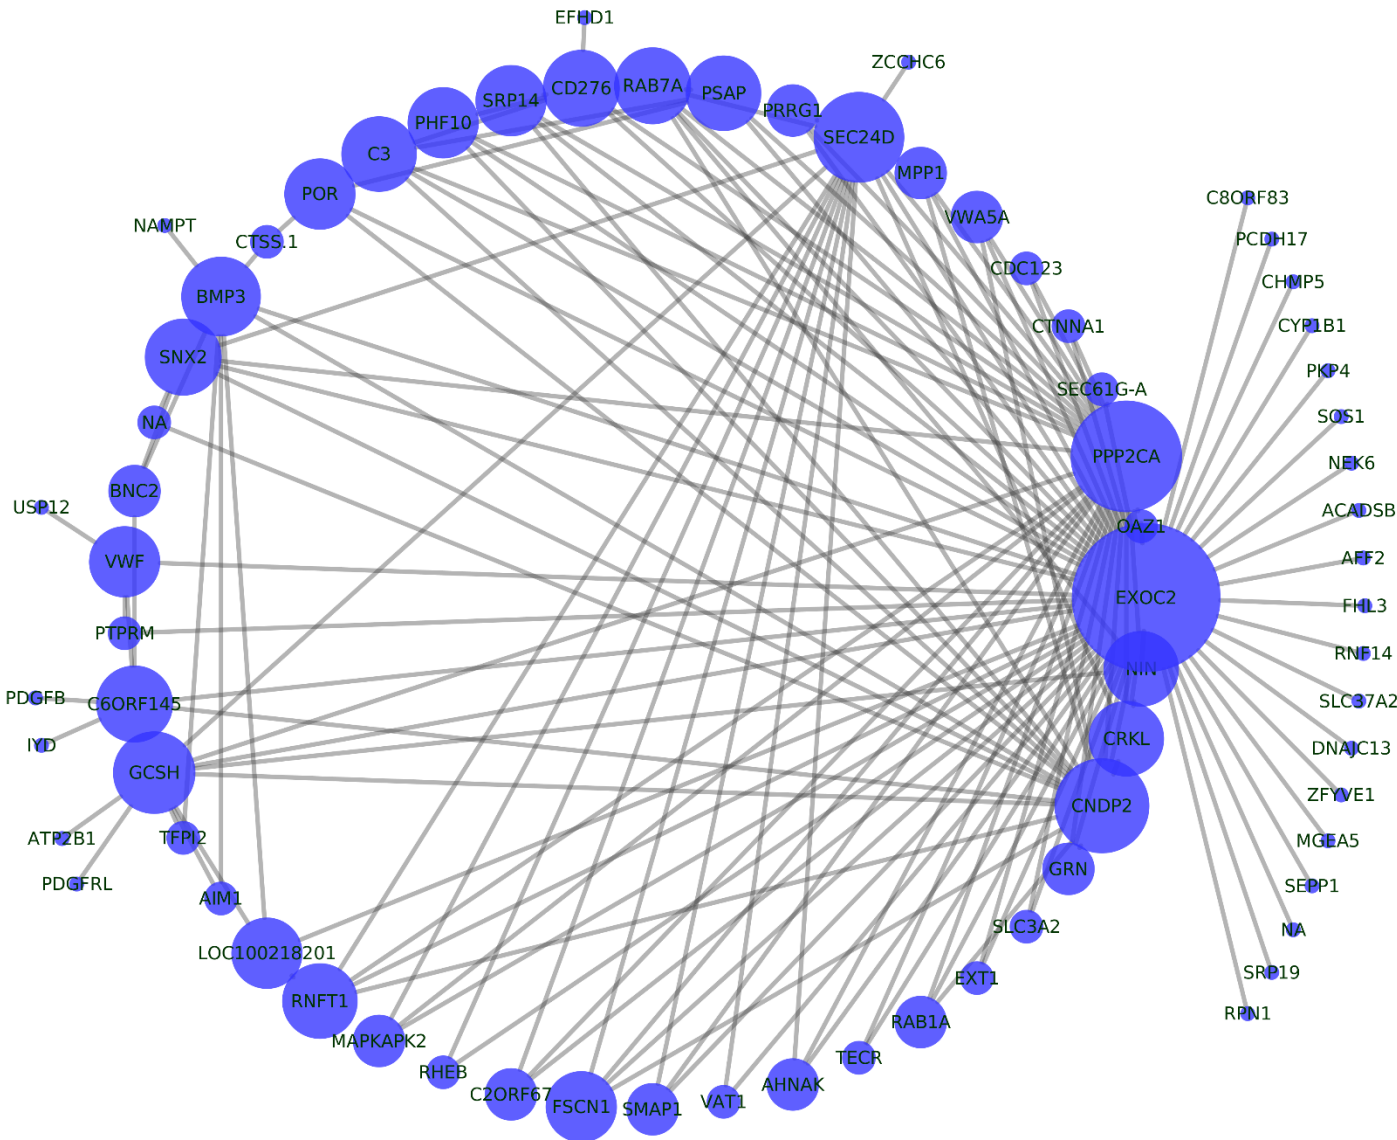 EFHD1
ZCCHC6
CD276
RAB7A
PSAP
SRP14
PRRG1
PHF10
SEC24D
C3
MPP1
POR
C8ORF83
VWA5A
NAMPT
PCDH17
CTSS.1
CDC123
CHMP5
BMP3
CYP1B1
CTNNA1
SNX2
PKP4
SEC61G-A
SOS1
NA
PPP2CA
NEK6
BNC2
USP12
ACADSB
OAZ1
AFF2
VWF
EXOC2
FHL3
PTPRM
RNF14
NIN
PDGFB
C6ORF145
SLC37A2
CRKL
IYD
DNAJC13
GCSH
ZFYVE1
CNDP2
ATP2B1
TFPI2
MGEA5
GRN
PDGFRL
SEPP1
AIM1
SLC3A2
NA
LOC100218201
SRP19
EXT1
RNFT1
RPN1
RAB1A
MAPKAPK2
TECR
RHEB
AHNAK
C2ORF67
VAT1
FSCN1
SMAP1